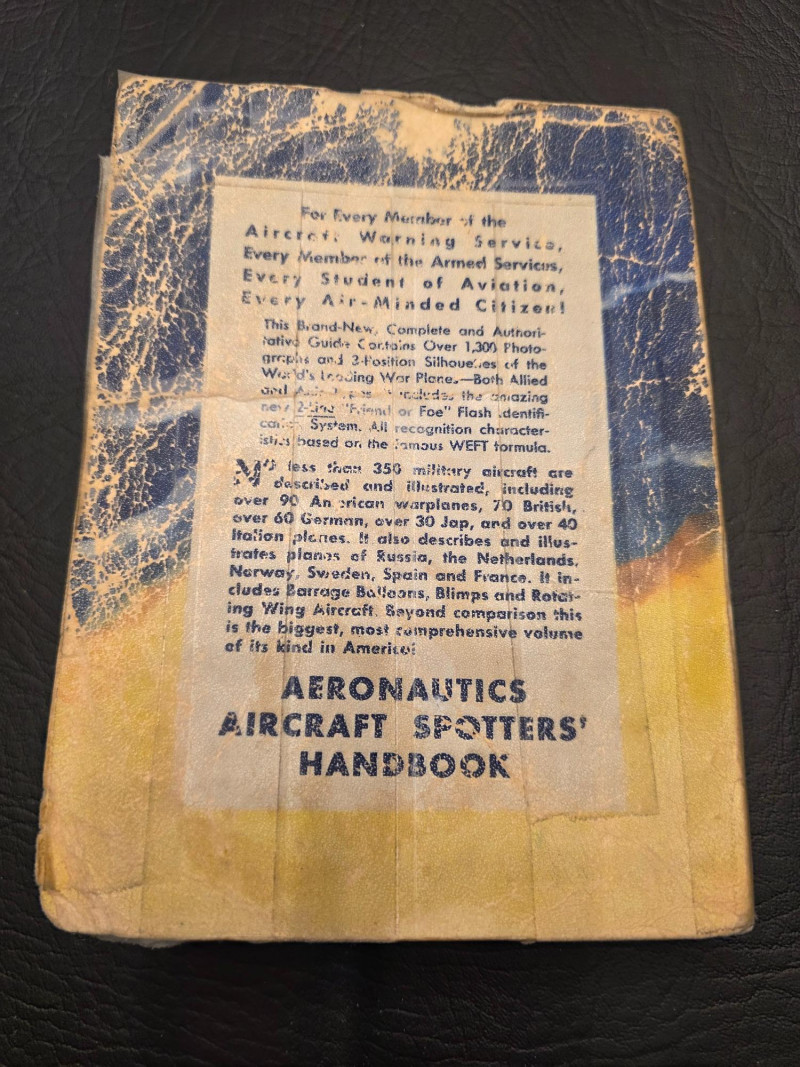 For Every Member of the
Aircraft Warning Service,
Every Member of the Armed Services,
Every Student of Aviation,
Every Air-Minded Citizen!
This Brand-New, Complete and Authori-
tative Guide Contains Over 1,300 Photo-
graphs and 3-Position Silhouettes of the
World's Leading War Planes—Both Allied
and Axis Types. It includes the amazing
new 2-Line "Friend or Foe" Flash Identifi-
cation System. All recognition character-
istics based on the famous WEFT formula.
No less than 350 military aircraft are
described and illustrated, including
over 90 American warplanes, 70 British,
over 60 German, over 30 Jap, and over 40
Italian planes. It also describes and illus-
trates planes of Russia, the Netherlands,
Norway, Sweden, Spain and France. It in-
cludes Barrage Balloons, Blimps and Rotat-
ing Wing Aircraft. Beyond comparison this
is the biggest, most comprehensive volume
of its kind in America!
AERONAUTICS
AIRCRAFT SPOTTERS'
HANDBOOK